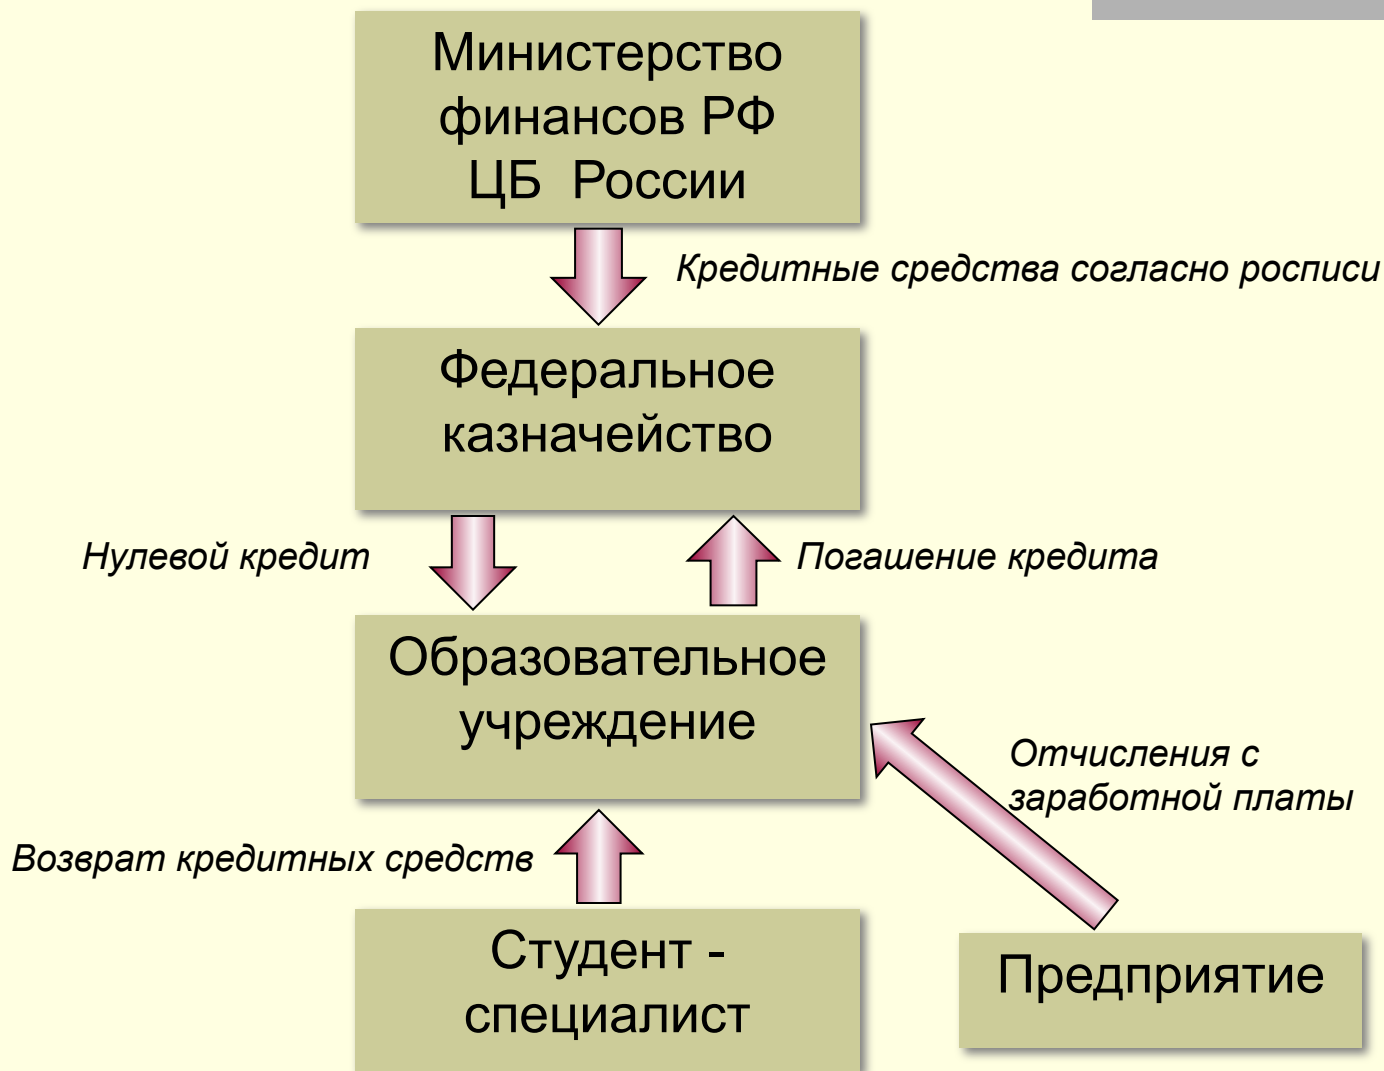 Министерство
финансов РФ
ЦБ России
Кредитные средства согласно росписи
Федеральное
казначейство
Нулевой кредит
Погашение кредита
Образовательное
учреждение
Отчисления с
заработной платы
Возврат кредитных средств
Студент -
специалист
Предприятие